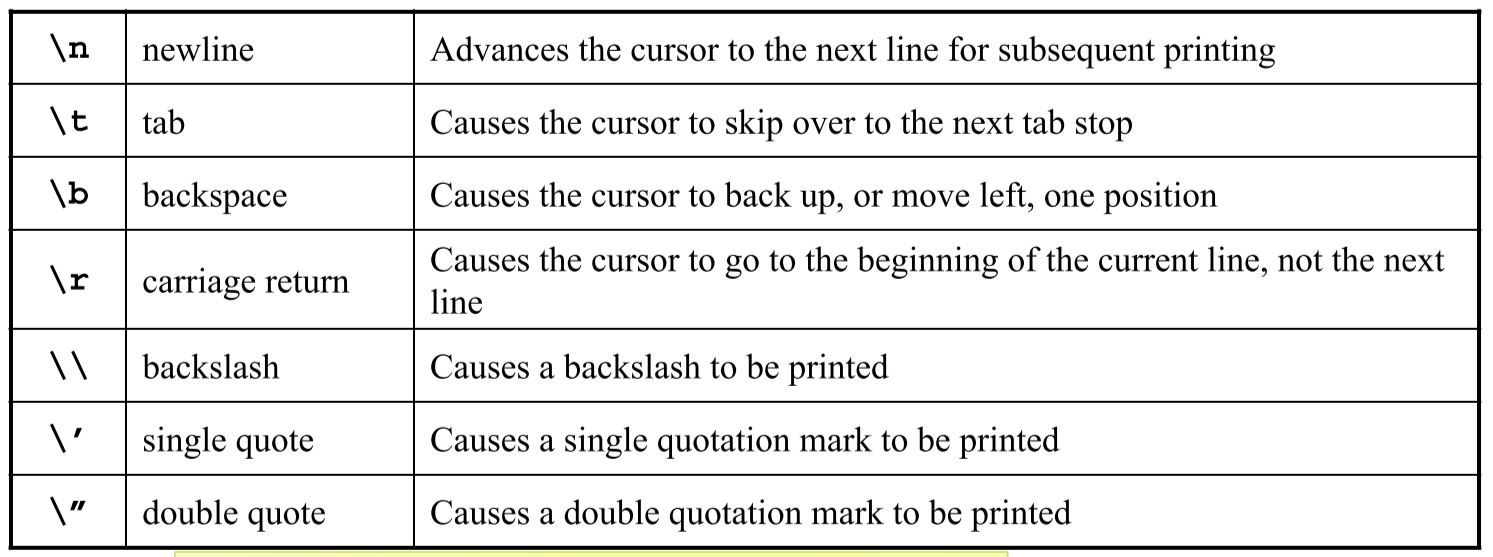 \n newline Advances the cursor to the next line for subsequent printing
\t tab Causes the cursor to skip over to the next tab stop
\b backspace Causes the cursor to back up, or move left, one position
\r carriage return Causes the cursor to go to the beginning of the current line, not the next
line
\\ backslash Causes a backslash to be printed
\’ single quote Causes a single quotation mark to be printed
\” double quote Causes a double quotation mark to be printed